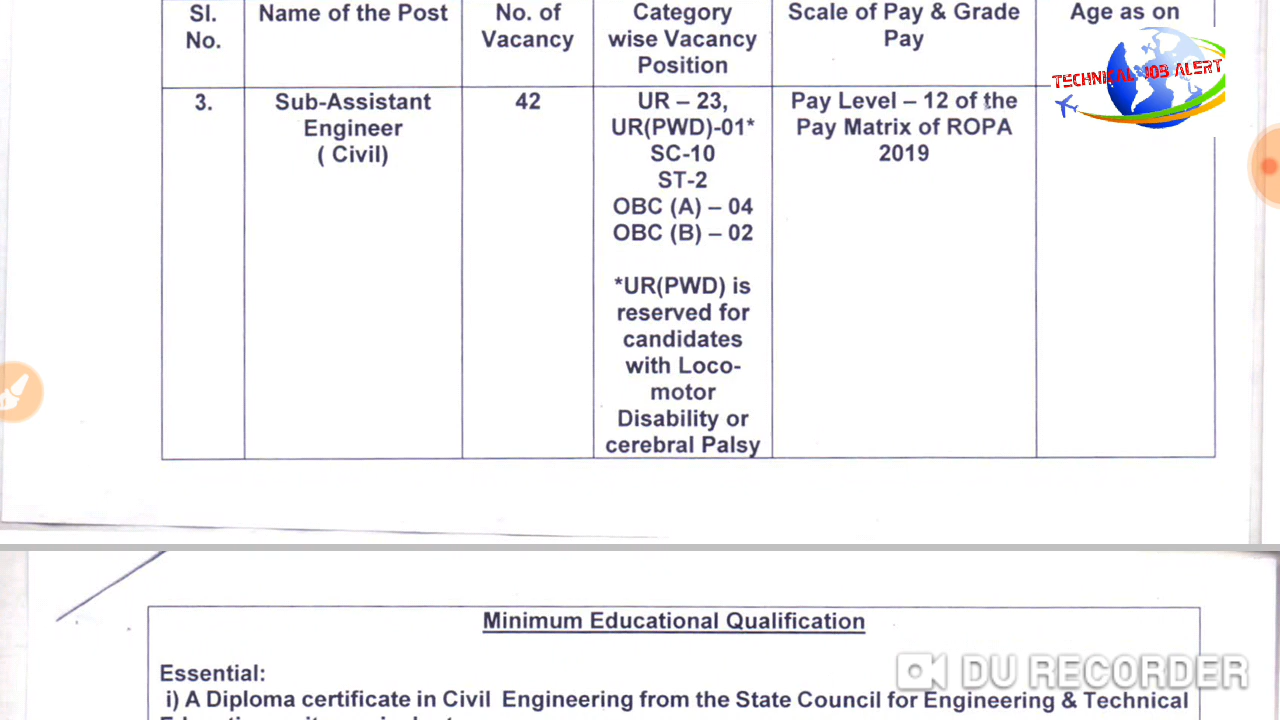 Sl. No.
Name of the Post
No. of Vacancy
Category wise Vacancy Position
Scale of Pay & Grade Pay
Age as on
TECHNICAL JOB ALERT
3.
Sub-Assistant
Engineer
( Civil)
42
UR – 23,
UR(PWD)-01*
SC-10
ST-2
OBC (A) – 04
OBC (B) – 02
*UR(PWD) is
reserved for
candidates
with Loco-
motor
Disability or
cerebral Palsy
Pay Level – 12 of the
Pay Matrix of ROPA
2019
Minimum Educational Qualification
Essential:
i) A Diploma certificate in Civil Engineering from the State Council for Engineering & Technical
DU RECORDER